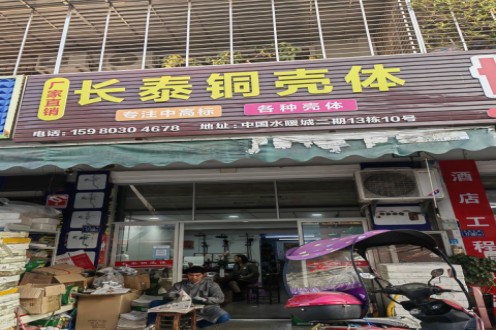 厂家直销
长泰铜壳体
专注中高标 各种壳体
电话：159 8030 4678 地址：中国水暖城二期13栋10号
酒店工程